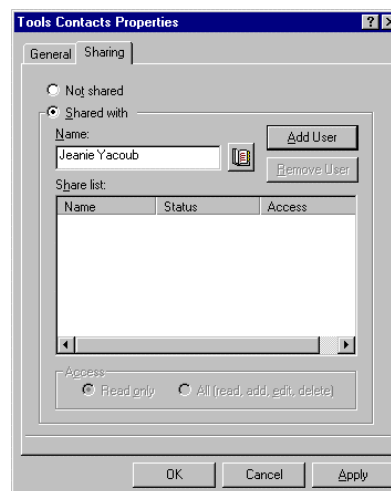 Tools Contacts Properties
General Sharing
Not shared
Shared with
Name:
Add User
Jeanie Yacoub
Remove User
Share list:
Name Status Access
Access
Read only All (read, add, edit, delete)
OK Cancel Apply